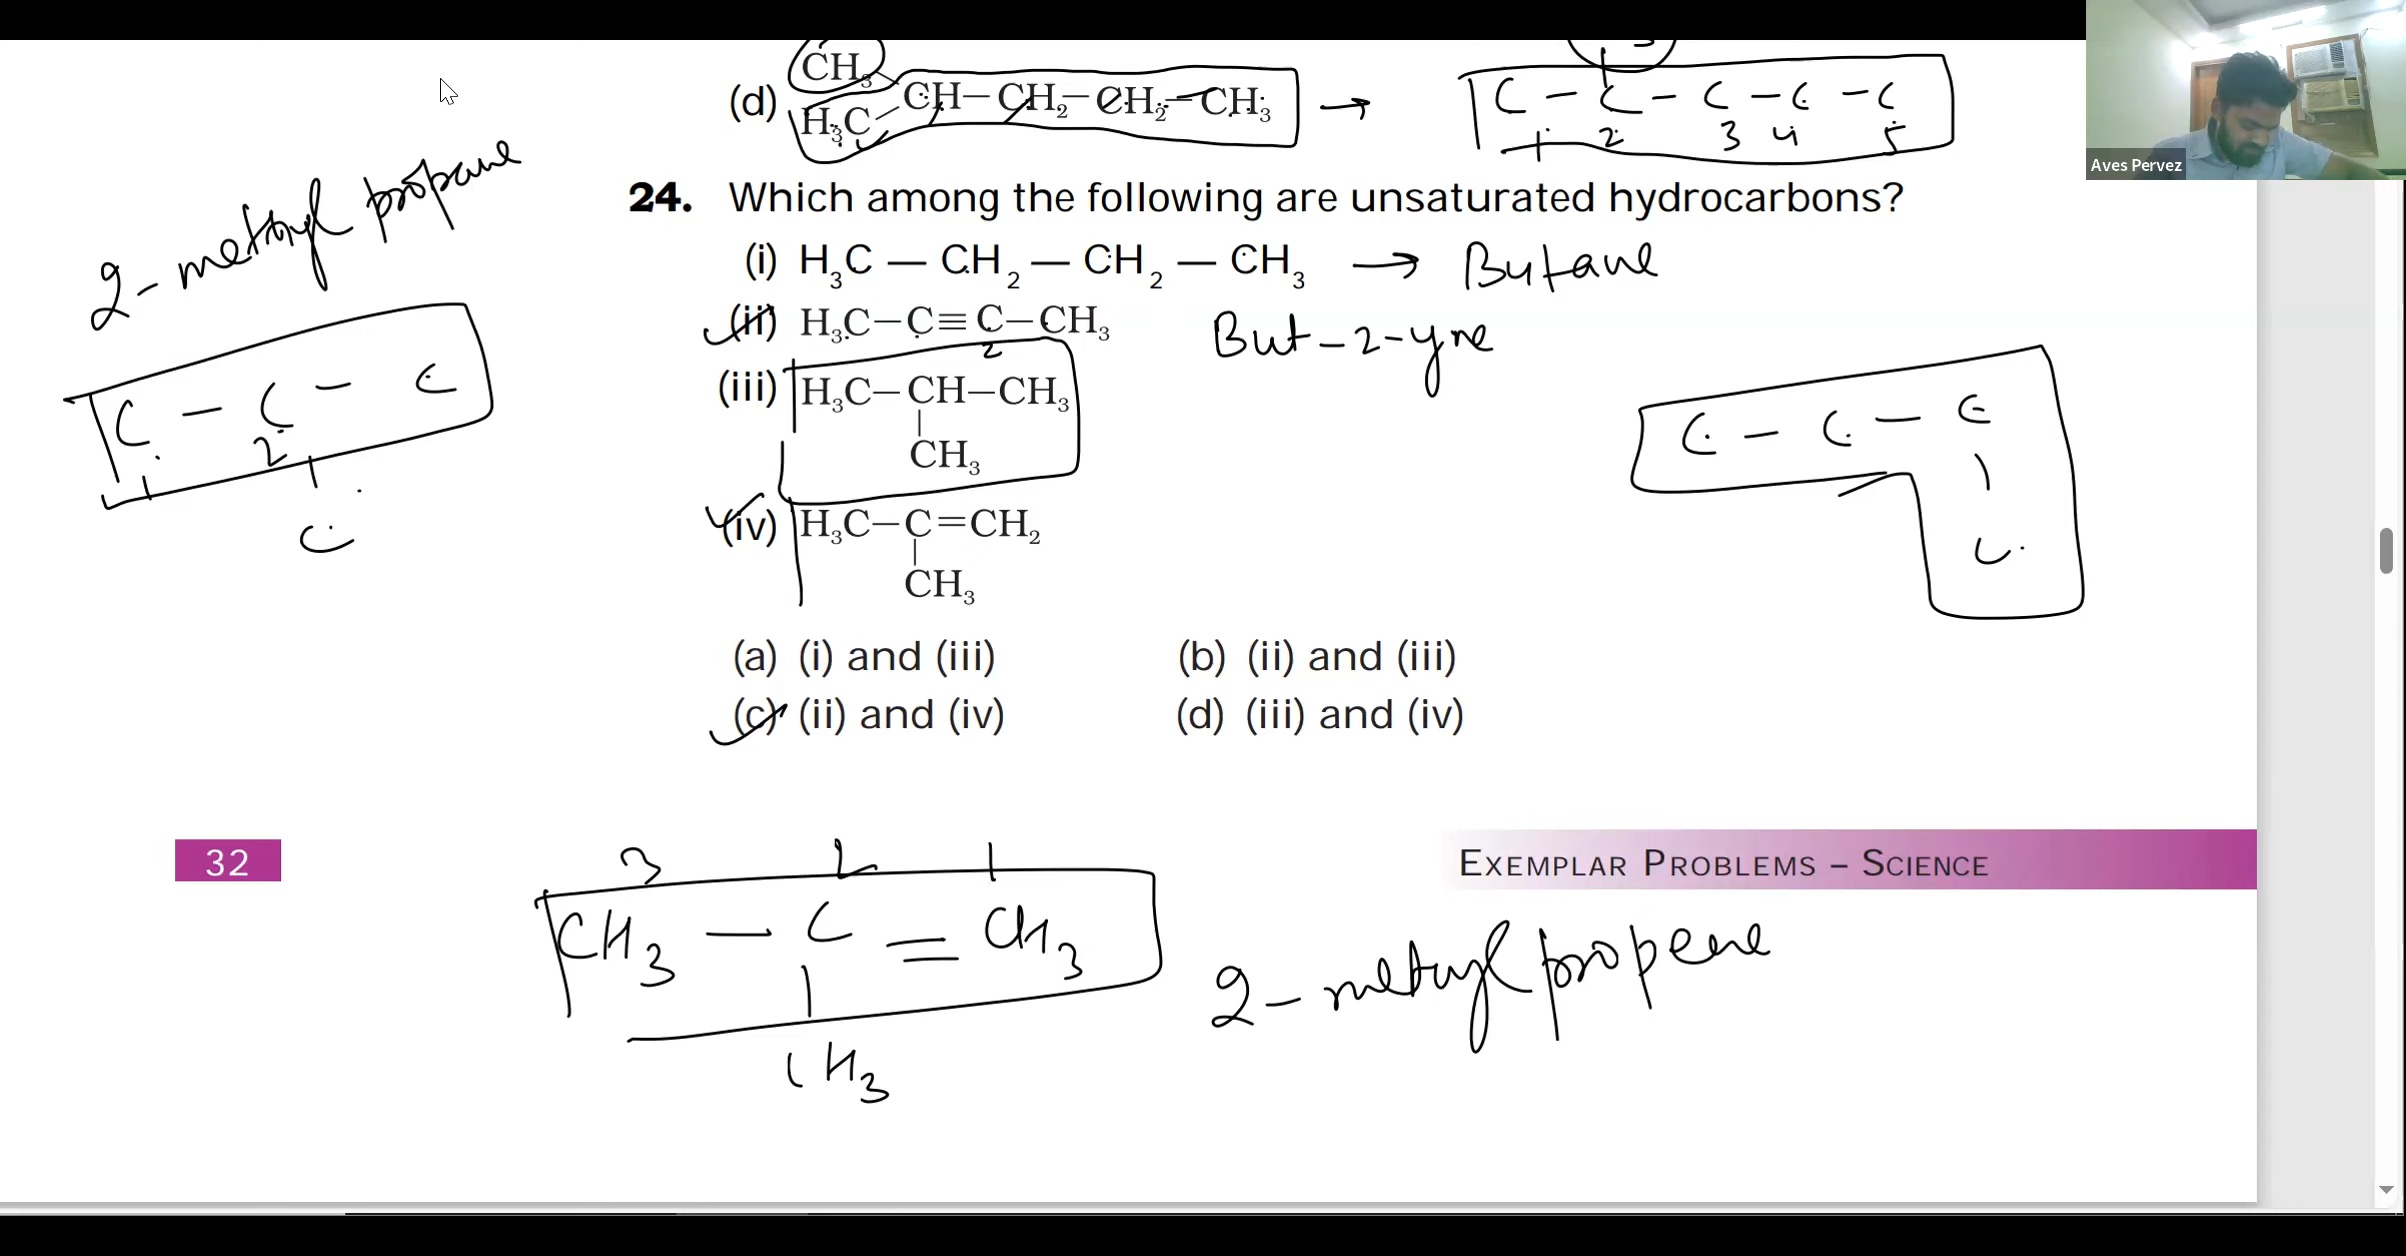 CH3
(d) H3C CH–CH2–CH2–CH3 → C – C – C – C – C
1 2 3 4 5
Aves Pervez
2-methyl propane
24. Which among the following are unsaturated hydrocarbons?
(i) H3C — CH2 — CH2 — CH3 → Butane
(ii) H3C–C≡C–CH3 But-2-yne
2
(iii) H3C–CH–CH3
CH3
C – C – C
1 2
C
C – C – C
C
(iv) H3C–C=CH2
CH3
(a) (i) and (iii) (b) (ii) and (iii)
(c) (ii) and (iv) (d) (iii) and (iv)
32
EXEMPLAR PROBLEMS – SCIENCE
3 2 1
CH3 – C = CH3
CH3
2-methyl propene